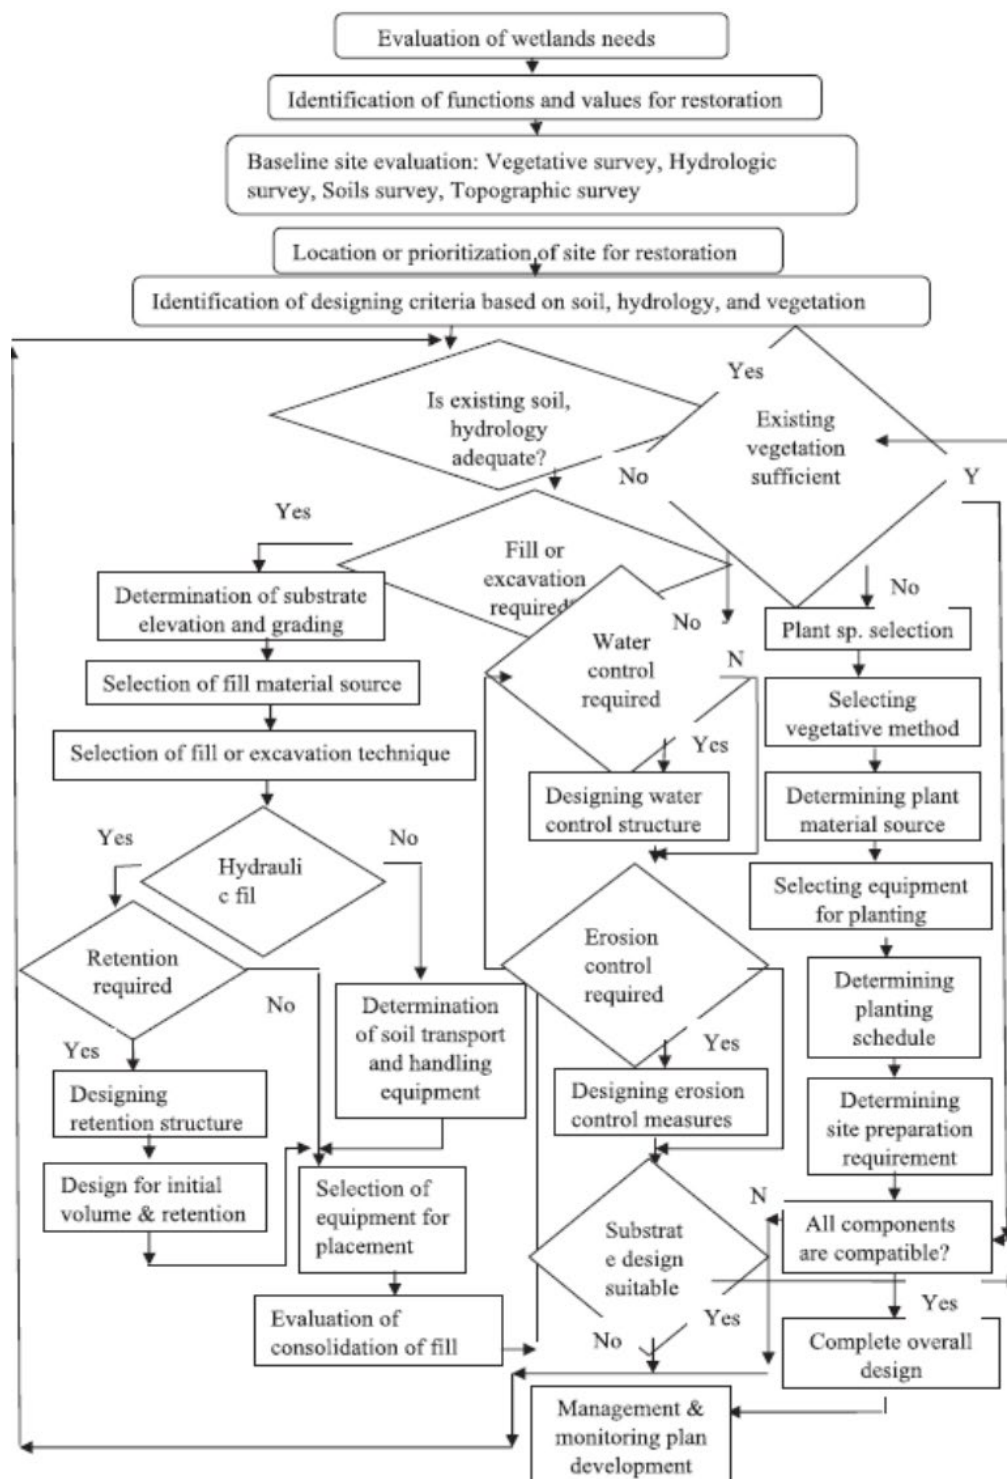 Evaluation of wetlands needs
Identification of functions and values for restoration
Baseline site evaluation: Vegetative survey, Hydrologic
survey, Soils survey, Topographic survey
Location or prioritization of site for restoration
Identification of designing criteria based on soil, hydrology, and vegetation
Is existing soil,
hydrology
adequate?
Yes
No
Existing
vegetation
sufficient
Y
No
Yes
Fill or
excavation
required
No
Determination of substrate
elevation and grading
Selection of fill material source
Selection of fill or excavation technique
Hydrauli
c fil
Yes
No
Retention
required
No
Yes
Designing
retention structure
Design for initial
volume & retention
Determination
of soil transport
and handling
equipment
Selection of
equipment for
placement
Evaluation of
consolidation of fill
Water
control
required
N
Yes
Designing water
control structure
Erosion
control
required
Yes
Designing erosion
control measures
Substrat
e design
suitable
No
Yes
N
Plant sp. selection
Selecting
vegetative method
Determining plant
material source
Selecting equipment
for planting
Determining
planting
schedule
Determining
site preparation
requirement
All components
are compatible?
Yes
Complete overall
design
Management &
monitoring plan
development